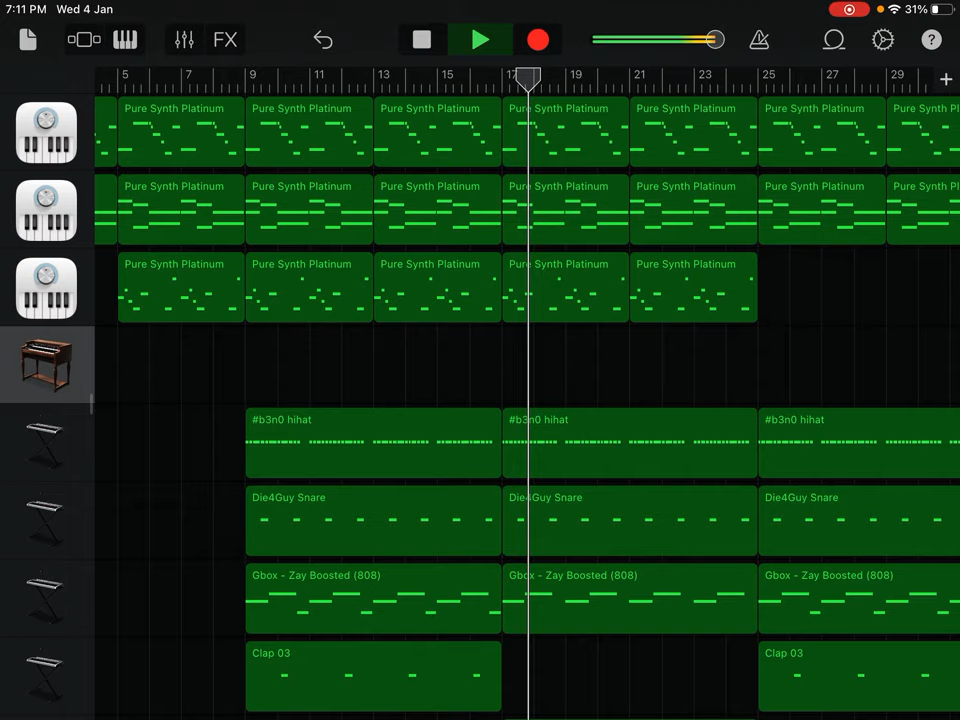 7:11 PM Wed 4 Jan
31%
FX
?
5 7 9 11 13 15 17 19 21 23 25 27 29 +
Pure Synth Platinum Pure Synth Platinum Pure Synth Platinum Pure Synth Platinum Pure Synth Platinum Pure Synth Platinum Pure Synth Pl
Pure Synth Platinum Pure Synth Platinum Pure Synth Platinum Pure Synth Platinum Pure Synth Platinum Pure Synth Platinum Pure Synth Pl
Pure Synth Platinum Pure Synth Platinum Pure Synth Platinum Pure Synth Platinum Pure Synth Platinum
#b3n0 hihat #b3n0 hihat #b3n0 hihat
Die4Guy Snare Die4Guy Snare Die4Guy Snare
Gbox - Zay Boosted (808) Gbox - Zay Boosted (808) Gbox - Zay Boosted (808)
Clap 03 Clap 03